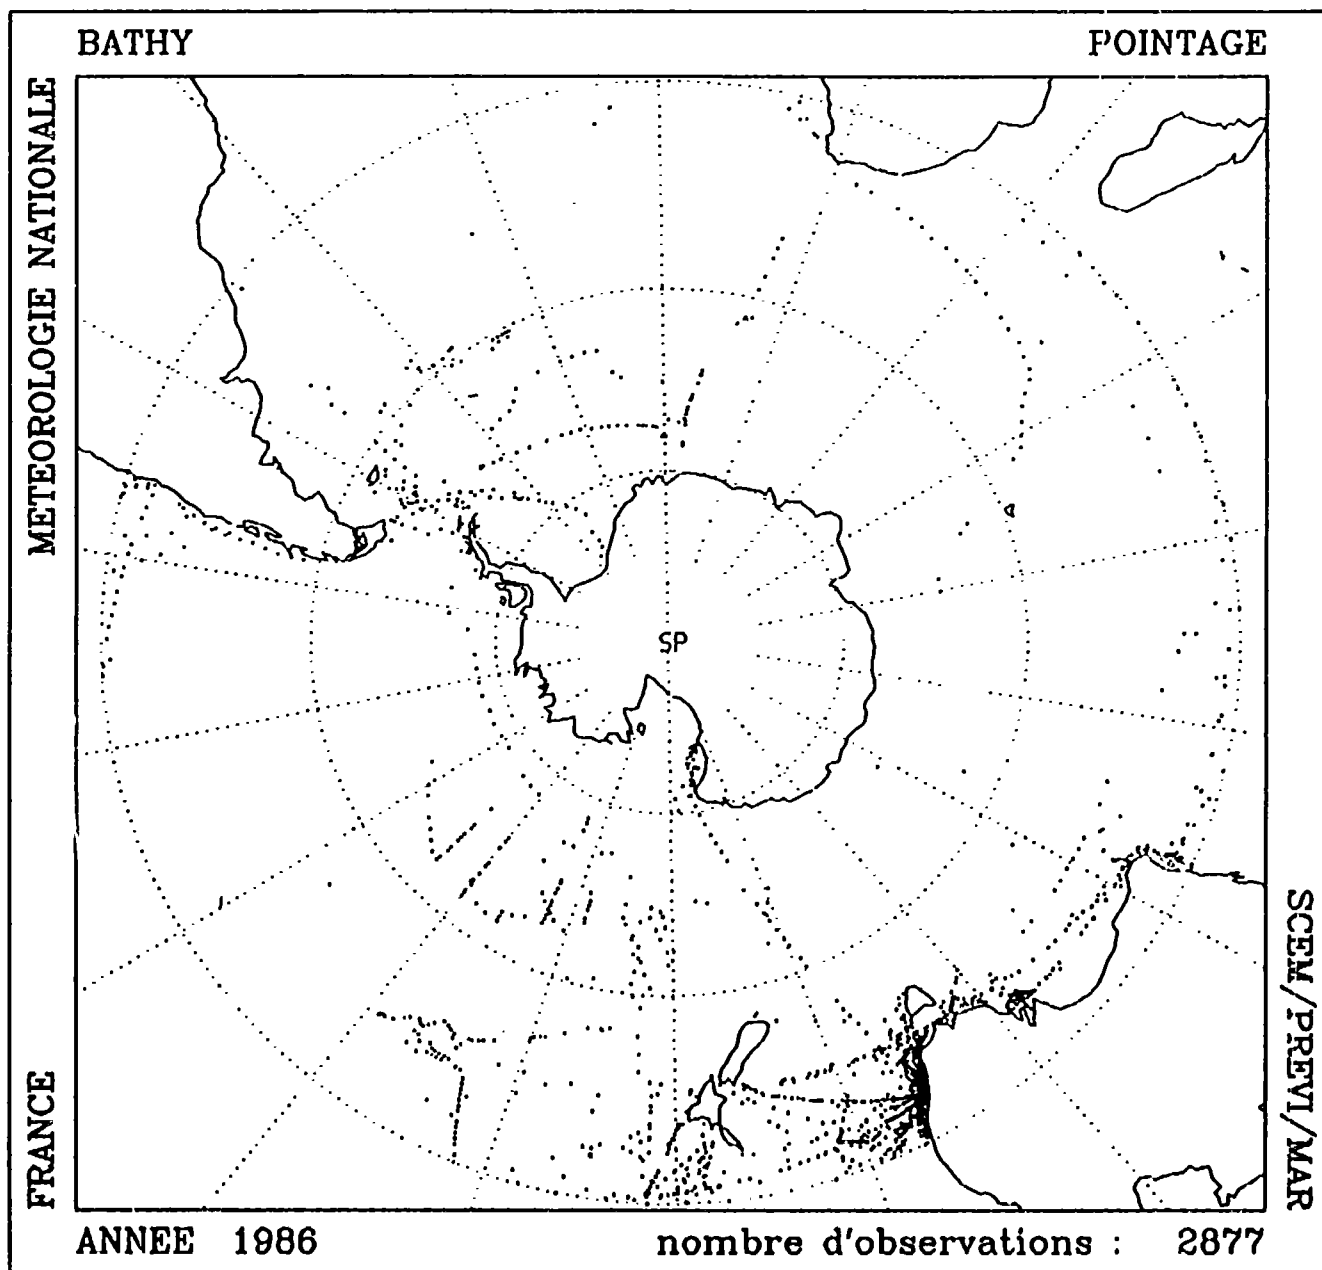 BATHY
POINTAGE
METEOROLOGIE NATIONALE
FRANCE
SP
SCEM/PREVI/MAR
ANNEE 1986
nombre d'observations : 2877